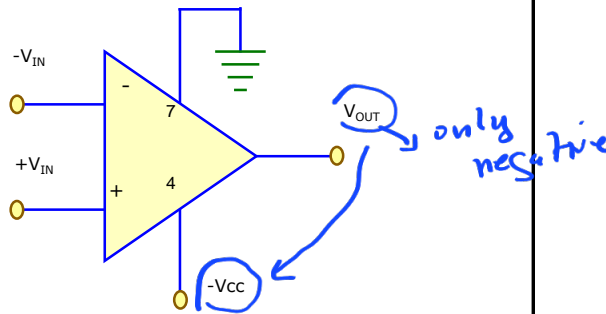 -VIN
-
7
VOUT
only
negative
+VIN
+
4
-Vcc